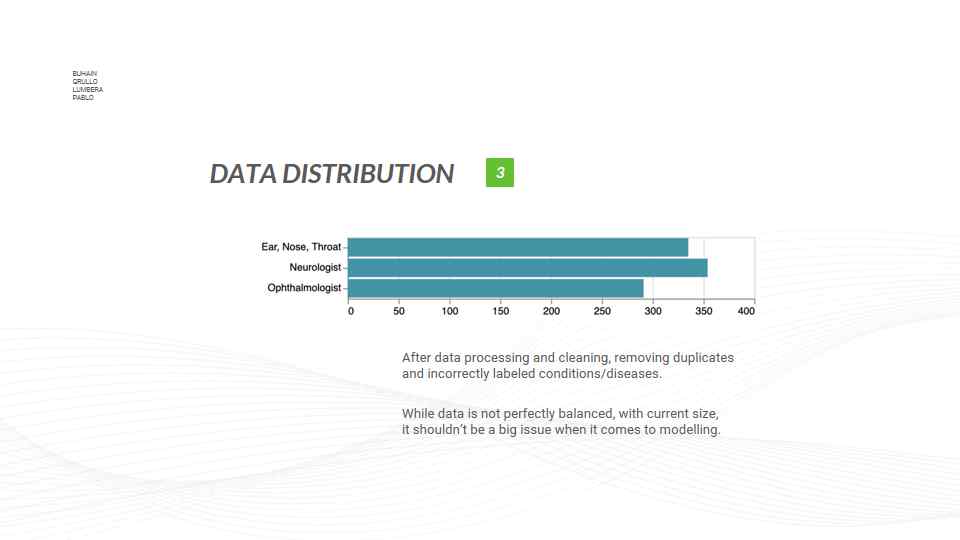 BUHAIN
QRULLO
LUMBERA
PABLO
DATA DISTRIBUTION 3
Ear, Nose, Throat
Neurologist
Ophthalmologist
0 50 100 150 200 250 300 350 400
After data processing and cleaning, removing duplicates
and incorrectly labeled conditions/diseases.
While data is not perfectly balanced, with current size,
it shouldn't be a big issue when it comes to modelling.